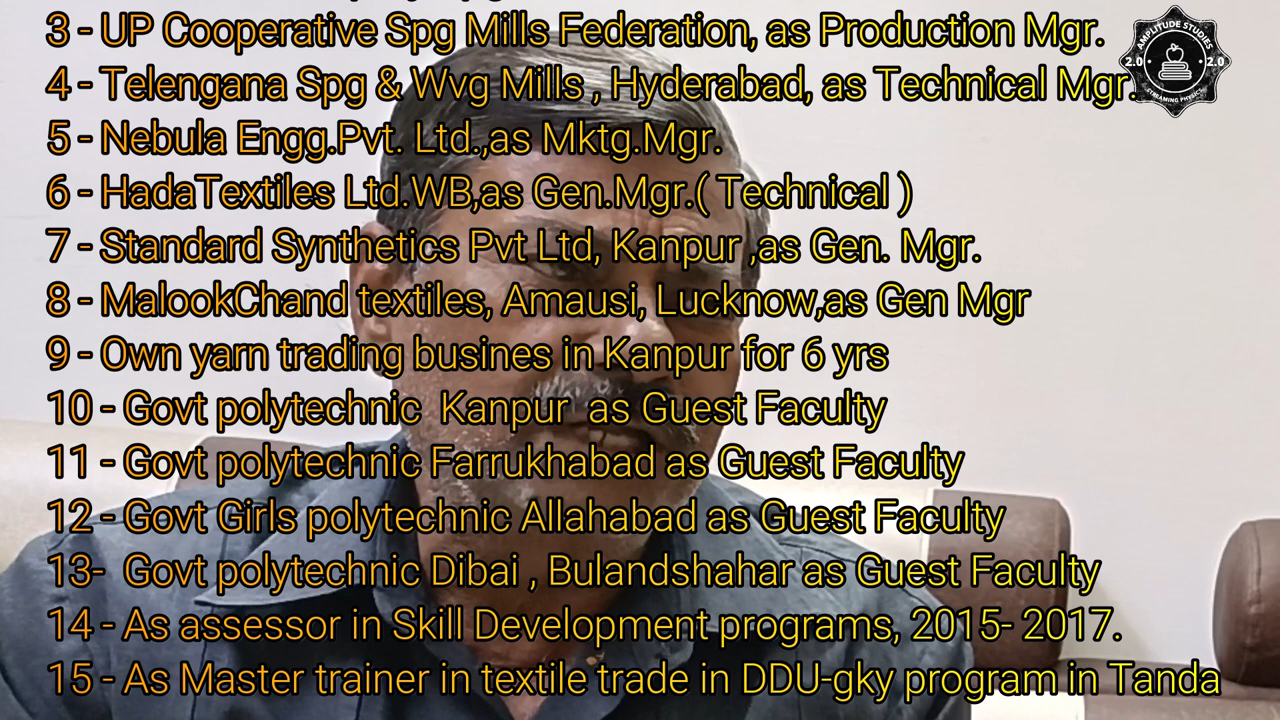 3 - UP Cooperative Spg Mills Federation, as Production Mgr.
4 - Telengana Spg & Wvg Mills , Hyderabad, as Technical Mgr.
5 - Nebula Engg.Pvt. Ltd.,as Mktg.Mgr.
6 - HadaTextiles Ltd.WB,as Gen.Mgr.( Technical )
7 - Standard Synthetics Pvt Ltd, Kanpur ,as Gen. Mgr.
8 - MalookChand textiles, Amausi, Lucknow,as Gen Mgr
9 - Own yarn trading busines in Kanpur for 6 yrs
10 - Govt polytechnic  Kanpur  as Guest Faculty
11 - Govt polytechnic Farrukhabad as Guest Faculty
12 - Govt Girls polytechnic Allahabad as Guest Faculty
13-  Govt polytechnic Dibai , Bulandshahar as Guest Faculty
14 - As assessor in Skill Development programs, 2015- 2017.
15 - As Master trainer in textile trade in DDU-gky program in Tanda
AMPLITUDE STUDIES
2.0 2.0
STREAMING PHYSICS